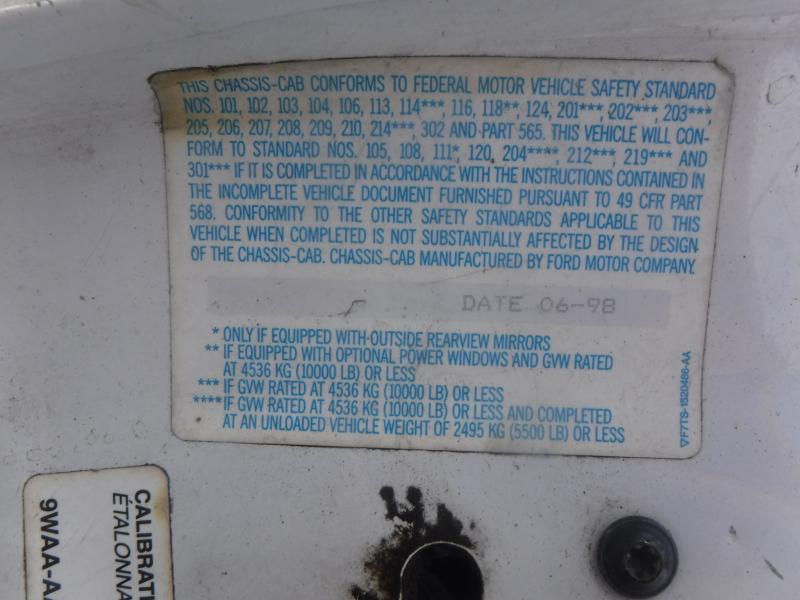 THIS CHASSIS-CAB CONFORMS TO FEDERAL MOTOR VEHICLE SAFETY STANDARD
NOS. 101, 102, 103, 104, 106, 113, 114***, 116, 118**, 124, 201***, 202***, 203***
205, 206, 207, 208, 209, 210, 214*** 302 AND PART 565. THIS VEHICLE WILL CON-
FORM TO STANDARD NOS. 105, 108, 111*, 120, 204****, 212***, 219*** AND
301*** IF IT IS COMPLETED IN ACCORDANCE WITH THE INSTRUCTIONS CONTAINED IN
THE INCOMPLETE VEHICLE DOCUMENT FURNISHED PURSUANT TO 49 CFR PART
568. CONFORMITY TO THE OTHER SAFETY STANDARDS APPLICABLE TO THIS
VEHICLE WHEN COMPLETED IS NOT SUBSTANTIALLY AFFECTED BY THE DESIGN
OF THE CHASSIS-CAB. CHASSIS-CAB MANUFACTURED BY FORD MOTOR COMPANY.
DATE 06-98
* ONLY IF EQUIPPED WITH OUTSIDE REARVIEW MIRRORS
** IF EQUIPPED WITH OPTIONAL POWER WINDOWS AND GVW RATED
AT 4536 KG (10000 LB) OR LESS
*** IF GVW RATED AT 4536 KG (10000 LB) OR LESS
**** IF GVW RATED AT 4536 KG (10000 LB) OR LESS AND COMPLETED
AT AN UNLOADED VEHICLE WEIGHT OF 2495 KG (5500 LB) OR LESS
CALIBRATI
ÉTALONNA
9WAA-AA